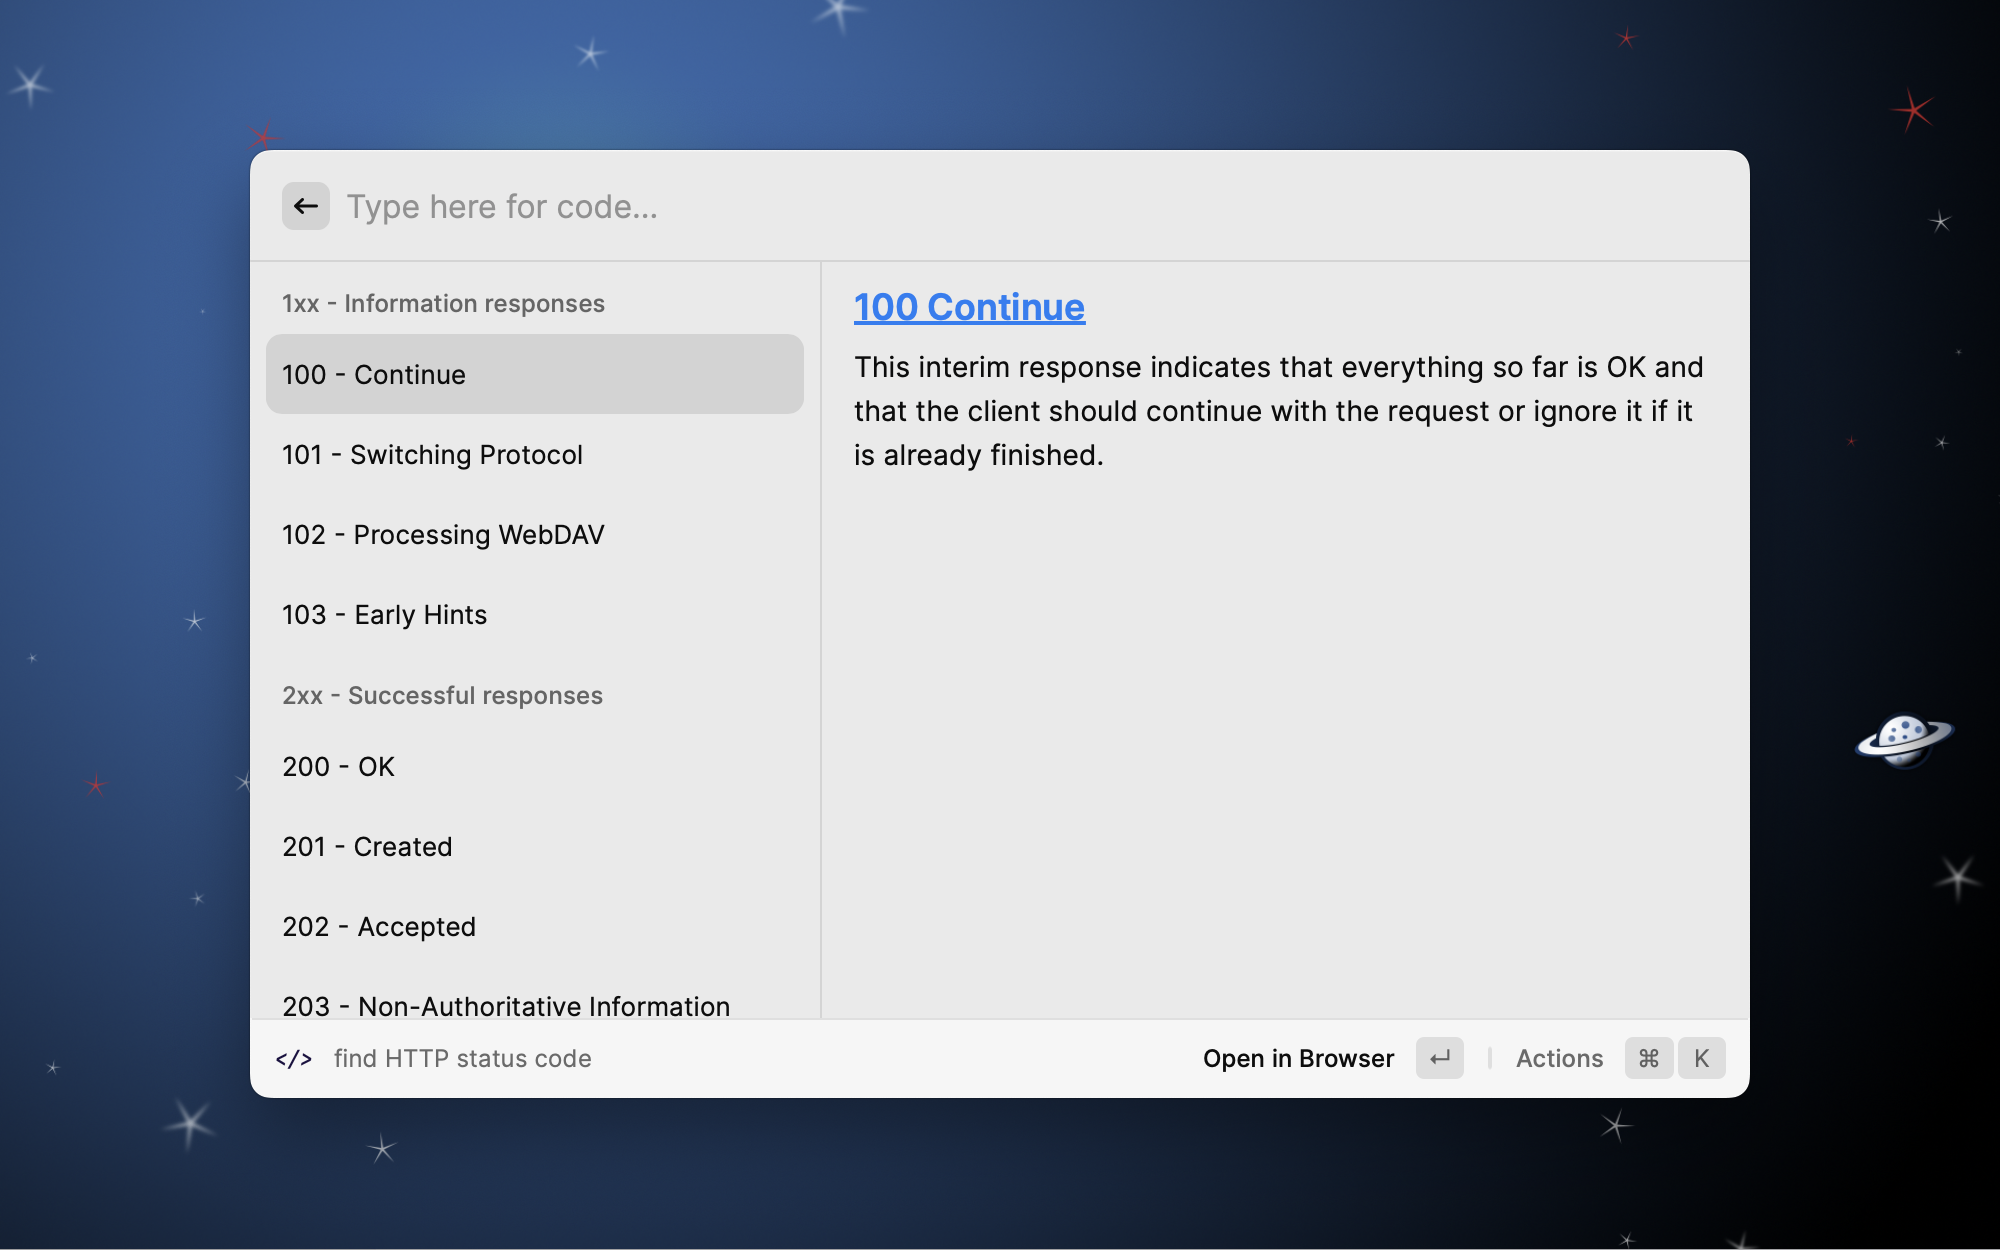 Type here for code...
1xx - Information responses
100 - Continue
101 - Switching Protocol
102 - Processing WebDAV
103 - Early Hints
2xx - Successful responses
200 - OK
201 - Created
202 - Accepted
203 - Non-Authoritative Information
100 Continue
This interim response indicates that everything so far is OK and
that the client should continue with the request or ignore it if it
is already finished.
</> find HTTP status code
Open in Browser ↵ | Actions ⌘ K